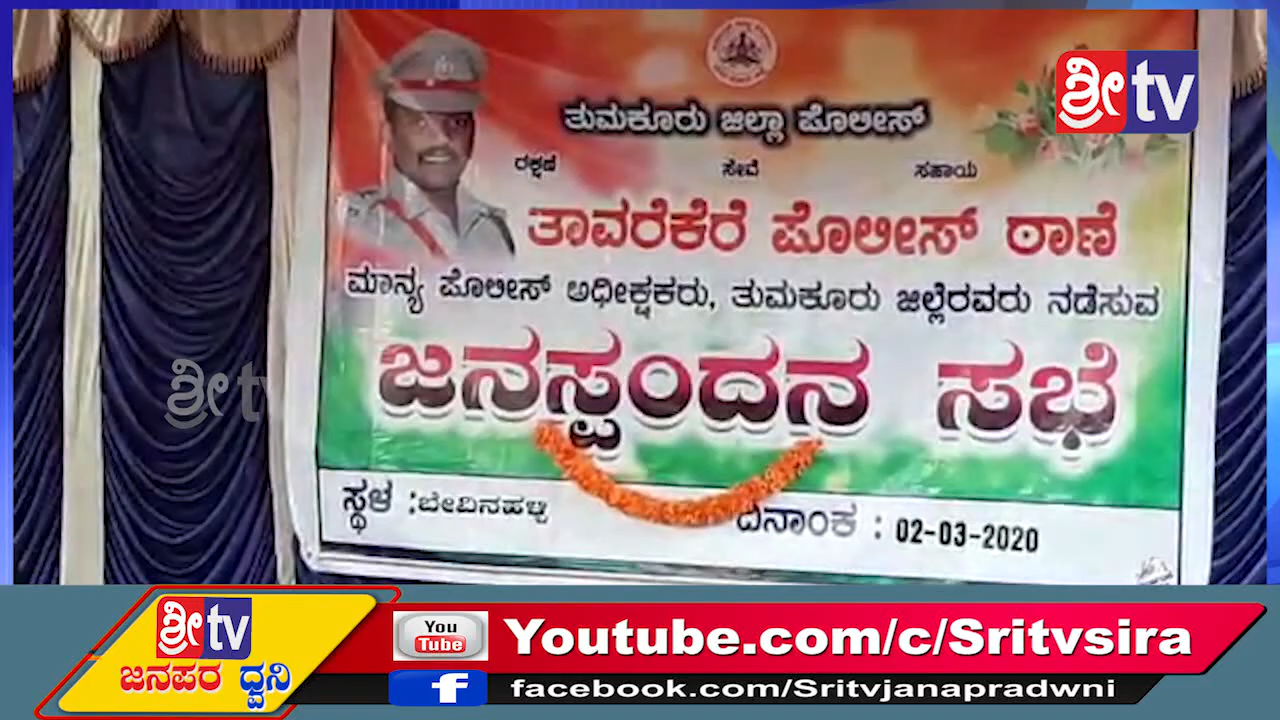 ಶ್ರೀ tv
ತುಮಕೂರು ಜಿಲ್ಲಾ ಪೊಲೀಸ್
ರಕ್ಷಣೆ ಸೇವೆ ಸಹಾಯ
ತಾವರೆಕೆರೆ ಪೊಲೀಸ್ ಠಾಣೆ
ಮಾನ್ಯ ಪೊಲೀಸ್ ಅಧೀಕ್ಷಕರು, ತುಮಕೂರು ಜಿಲ್ಲೆರವರು ನಡೆಸುವ
ಜನಸ್ಪಂದನ ಸಭೆ
ಶ್ರೀ tv
ಸ್ಥಳ : ಬೇವಿನಹಳ್ಳಿ ದಿನಾಂಕ : 02-03-2020
ಶ್ರೀ tv
ಜನಪರ ಧ್ವನಿ
You Tube
Youtube.com/c/Sritvsira
f facebook.com/Sritvjanapradwni